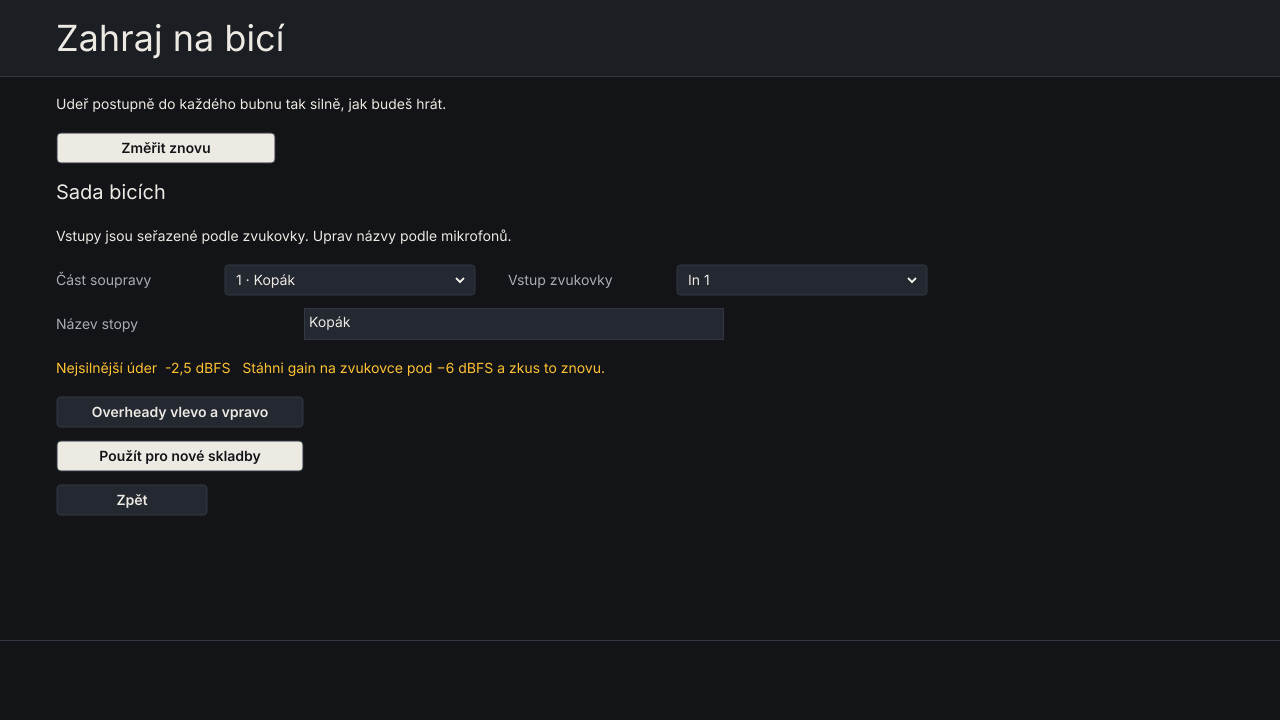 Zahraj na bicí
Udeř postupně do každého bubnu tak silně, jak budeš hrát.
Změřit znovu
Sada bicích
Vstupy jsou seřazené podle zvukovky. Uprav názvy podle mikrofonů.
Část soupravy 1 · Kopák Vstup zvukovky In 1
Název stopy Kopák
Nejsilnější úder -2,5 dBFS Stáhni gain na zvukovce pod −6 dBFS a zkus to znovu.
Overheady vlevo a vpravo
Použít pro nové skladby
Zpět